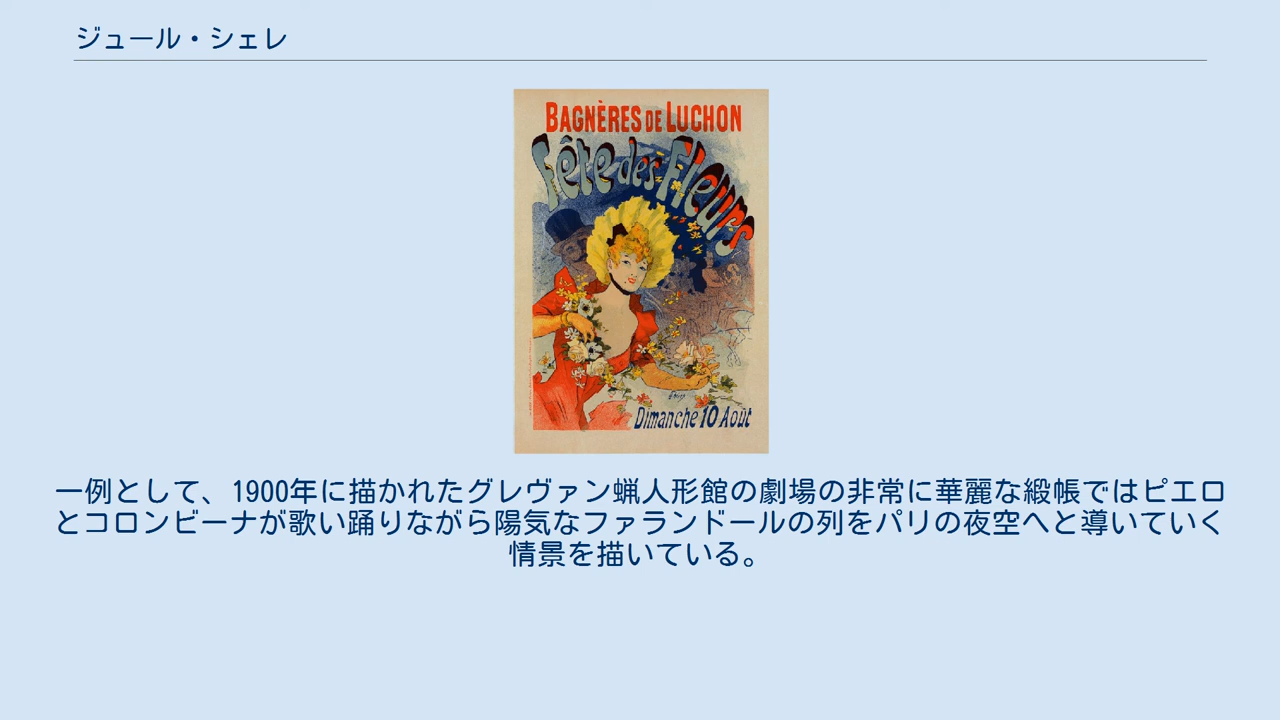 ジュール・シェレ
BAGNÈRES DE LUCHON
Fête des Fleurs
Dimanche 10 Août
一例として、1900年に描かれたグレヴァン蝋人形館の劇場の非常に華麗な緞帳ではピエロ
とコロンビーナが歌い踊りながら陽気なファランドールの列をパリの夜空へと導いていく
情景を描いている。